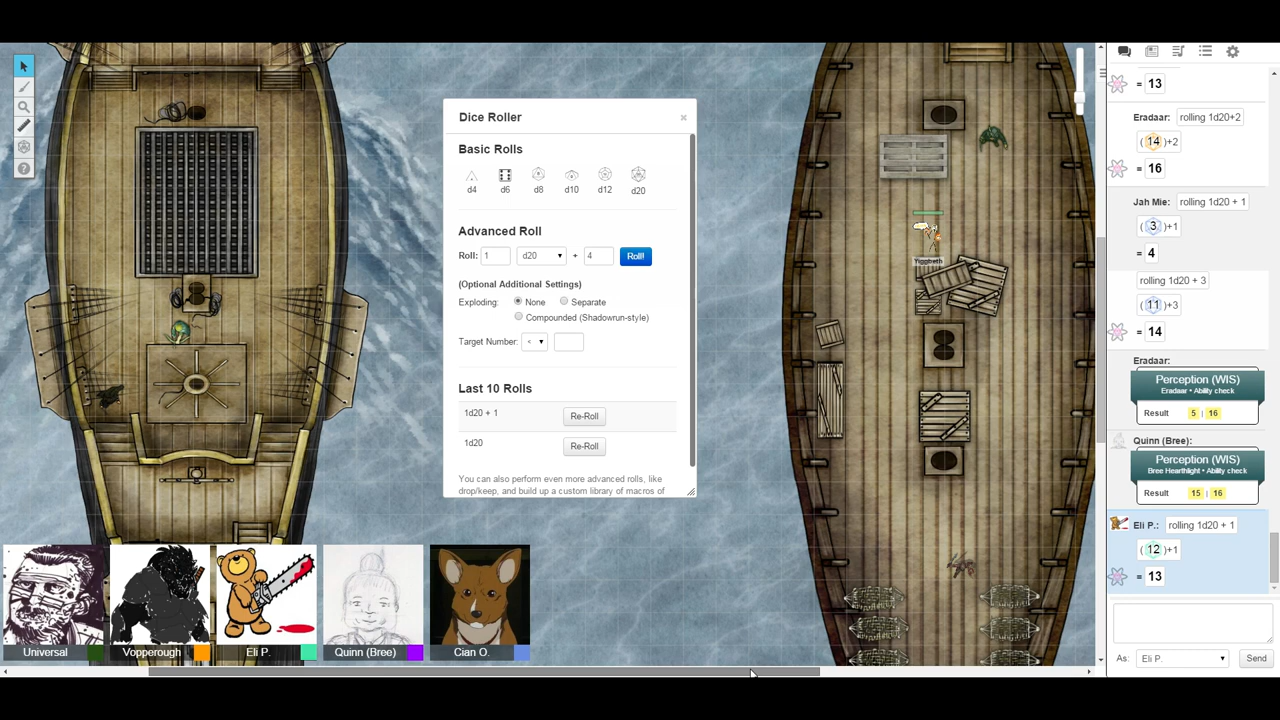 Dice Roller
×
Basic Rolls
d4
d6
d8
d10
d12
d20
Advanced Roll
Roll: 1 d20 + 4 Roll!
(Optional Additional Settings)
Exploding: None Separate
Compounded (Shadowrun-style)
Target Number: <
Last 10 Rolls
1d20 + 1 Re-Roll
1d20 Re-Roll
You can also perform even more advanced rolls, like
drop/keep, and build up a custom library of macros of
Yiggbeth
Universal
Vopperough
Eli P.
Quinn (Bree)
Cian O.
= 13
Eradaar: rolling 1d20+2
(14)+2
= 16
Jah Mie: rolling 1d20 + 1
(3)+1
= 4
rolling 1d20 + 3
(11)+3
= 14
Eradaar:
Perception (WIS)
Eradaar • Ability check
Result 5 | 16
Quinn (Bree):
Perception (WIS)
Bree Hearthlight • Ability check
Result 15 | 16
Eli P.: rolling 1d20 + 1
(12)+1
= 13
As: Eli P. Send